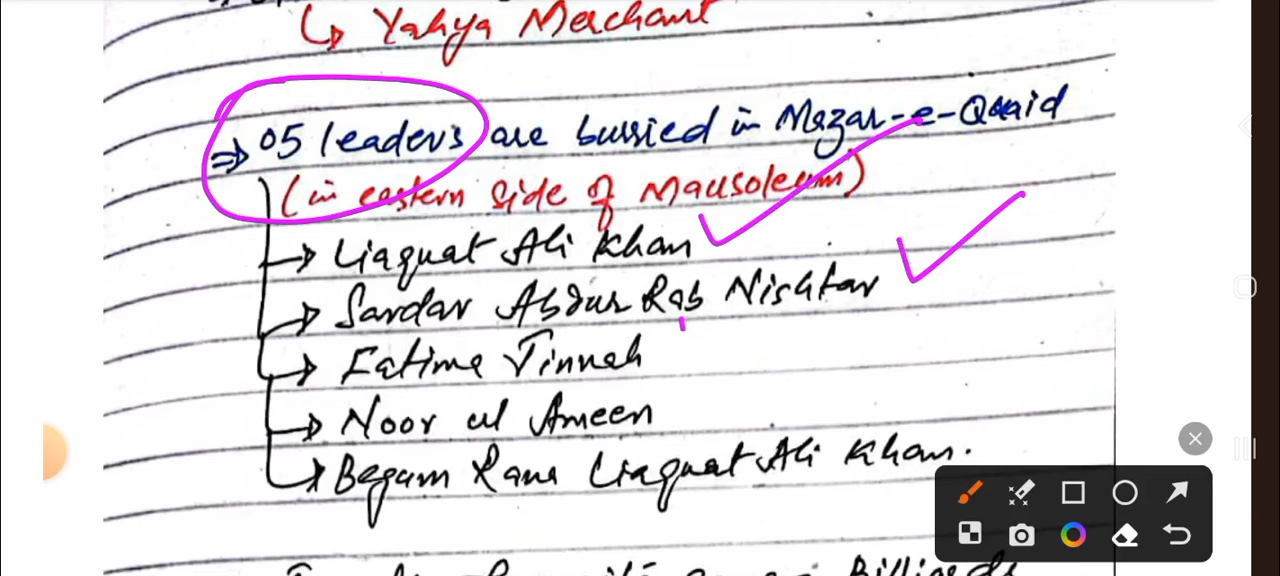 ↳ Yahya Merchant
⇒ 05 leaders are burried in Mazar-e-Quaid
(in eastern side of Mausoleum)
→ Liaquat Ali Khan
→ Sardar Abdur Rab Nishtar
→ Fatima Jinnah
→ Noor ul Ameen
→ Begum Rana Liaquat Ali Khan.